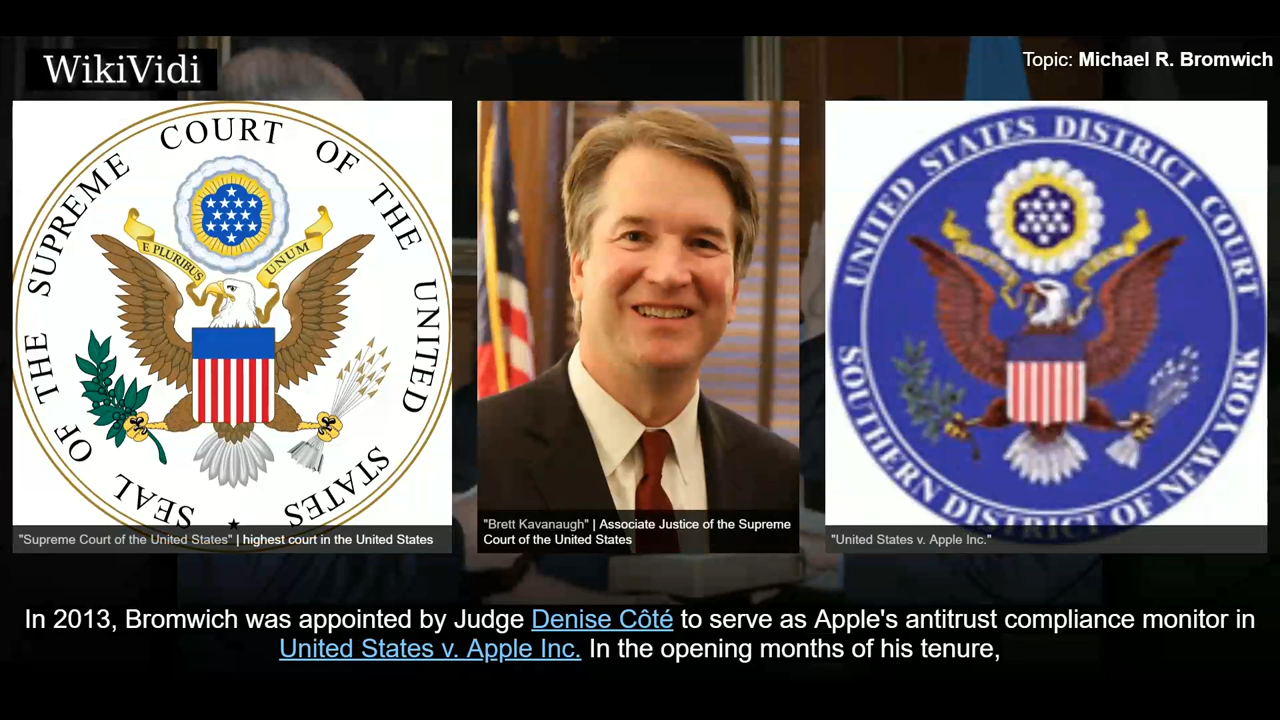 WikiVidi
Topic: Michael R. Bromwich
SEAL OF THE SUPREME COURT OF THE UNITED STATES
E PLURIBUS UNUM
"Supreme Court of the United States" | highest court in the United States
"Brett Kavanaugh" | Associate Justice of the Supreme
Court of the United States
UNITED STATES DISTRICT COURT
SOUTHERN DISTRICT OF NEW YORK
"United States v. Apple Inc."
In 2013, Bromwich was appointed by Judge Denise Côté to serve as Apple's antitrust compliance monitor in
United States v. Apple Inc. In the opening months of his tenure,